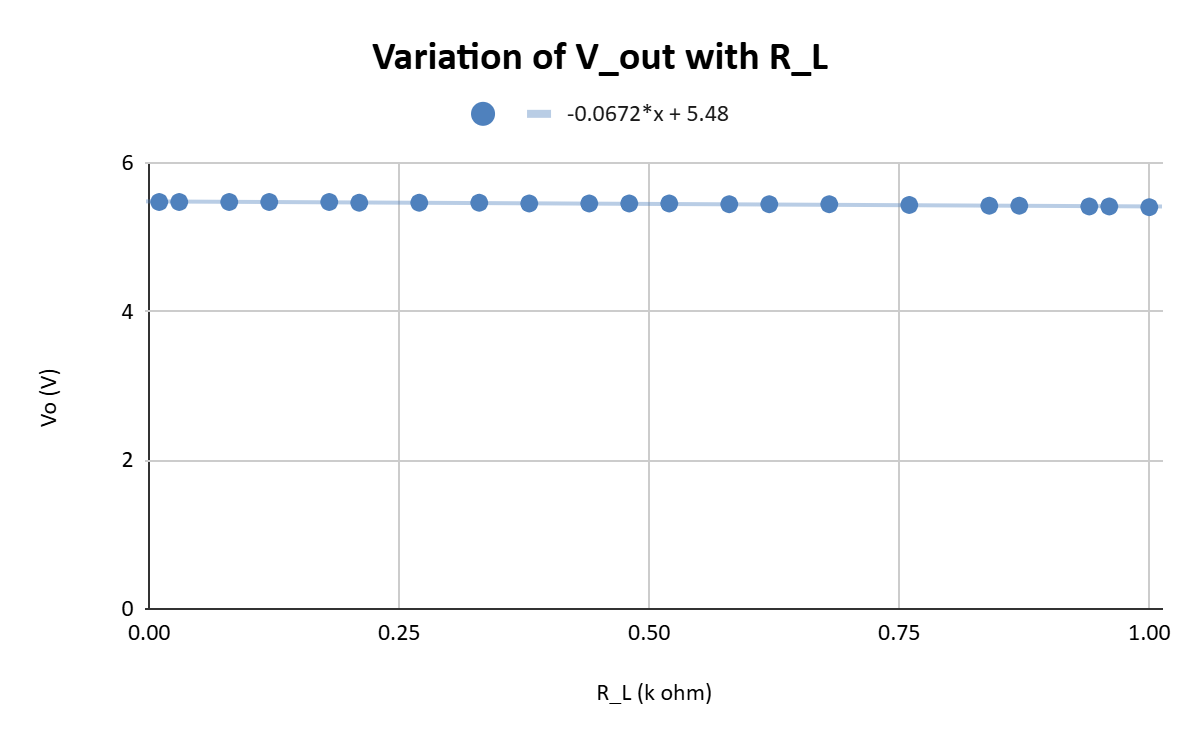 Variation of V_out with R_L
-0.0672*x + 5.48
6
4
2
0
Vo (V)
0.00 0.25 0.50 0.75 1.00
R_L (k ohm)